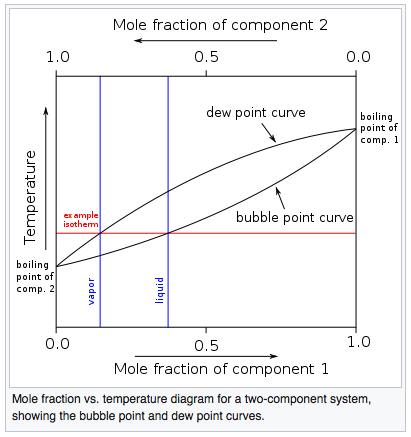 Mole fraction of component 2
1.0 0.5 0.0
dew point curve
boiling
point of
comp. 1
Temperature
example
isotherm
bubble point curve
boiling
point of
comp. 2
vapor
liquid
0.0 0.5 1.0
Mole fraction of component 1
Mole fraction vs. temperature diagram for a two-component system,
showing the bubble point and dew point curves.